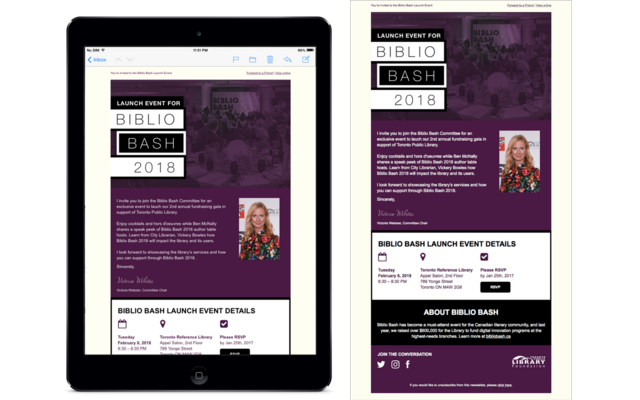 No SIM
11:51 PM
Inbox
You're invited to the Biblio Bash Launch Event
Forward to a Friend | View online
BIBLIO
BASH
LAUNCH EVENT FOR
BIBLIO
BASH
2018
I invite you to join the Biblio Bash Committee for an
exclusive event to launch our 2nd annual fundraising gala in
support of Toronto Public Library.
Enjoy cocktails and hors d'oeuvres while Ben McNally
shares a speak peek of Biblio Bash 2018 author table
hosts. Learn from City Librarian, Vickery Bowles how
Biblio Bash 2018 will impact the library and its users.
I look forward to showcasing the library's services and how
you can support through Biblio Bash.
Sincerely,
Victoria Webster
Victoria Webster, Committee Chair
BIBLIO BASH LAUNCH EVENT DETAILS
Tuesday
February 6, 2018
6:30 – 8:30 PM
Toronto Reference Library
Appel Salon, 2nd Floor
789 Yonge Street
Toronto ON M4W 2G8
Please RSVP
by Jan 25th, 2017
RSVP
You're invited to the Biblio Bash Launch Event
Forward to a Friend | View online
BIBLIO
BASH
LAUNCH EVENT FOR
BIBLIO
BASH
2018
I invite you to join the Biblio Bash Committee for an
exclusive event to lauch our 2nd annual fundraising gala in
support of Toronto Public Library.
Enjoy cocktails and hors d'oeuvres while Ben McNally
shares a speak peek of Biblio Bash 2018 author table
hosts. Learn from City Librarian, Vickery Bowles how
Biblio Bash 2018 will impact the library and its users.
I look forward to showcasing the library's services and how
you can support through Biblio Bash.
Sincerely,
Victoria Webster
Victoria Webster, Committee Chair
BIBLIO BASH LAUNCH EVENT DETAILS
Tuesday
February 6, 2018
6:30 – 8:30 PM
Toronto Reference Library
Appel Salon, 2nd Floor
789 Yonge Street
Toronto ON M4W 2G8
Please RSVP
by Jan 25th, 2017
RSVP
ABOUT BIBLIO BASH
Biblio Bash has become a must-attend event for the Canadian literary community, and last
year, we raised over $600,000 for the Library to fund digital innovation programs at the
highest-needs branches. Learn more at bibliobash.ca
JOIN THE CONVERSATION
LIBRARY
Foundation
If you would like to unsubscribe from this newsletter, please click here.